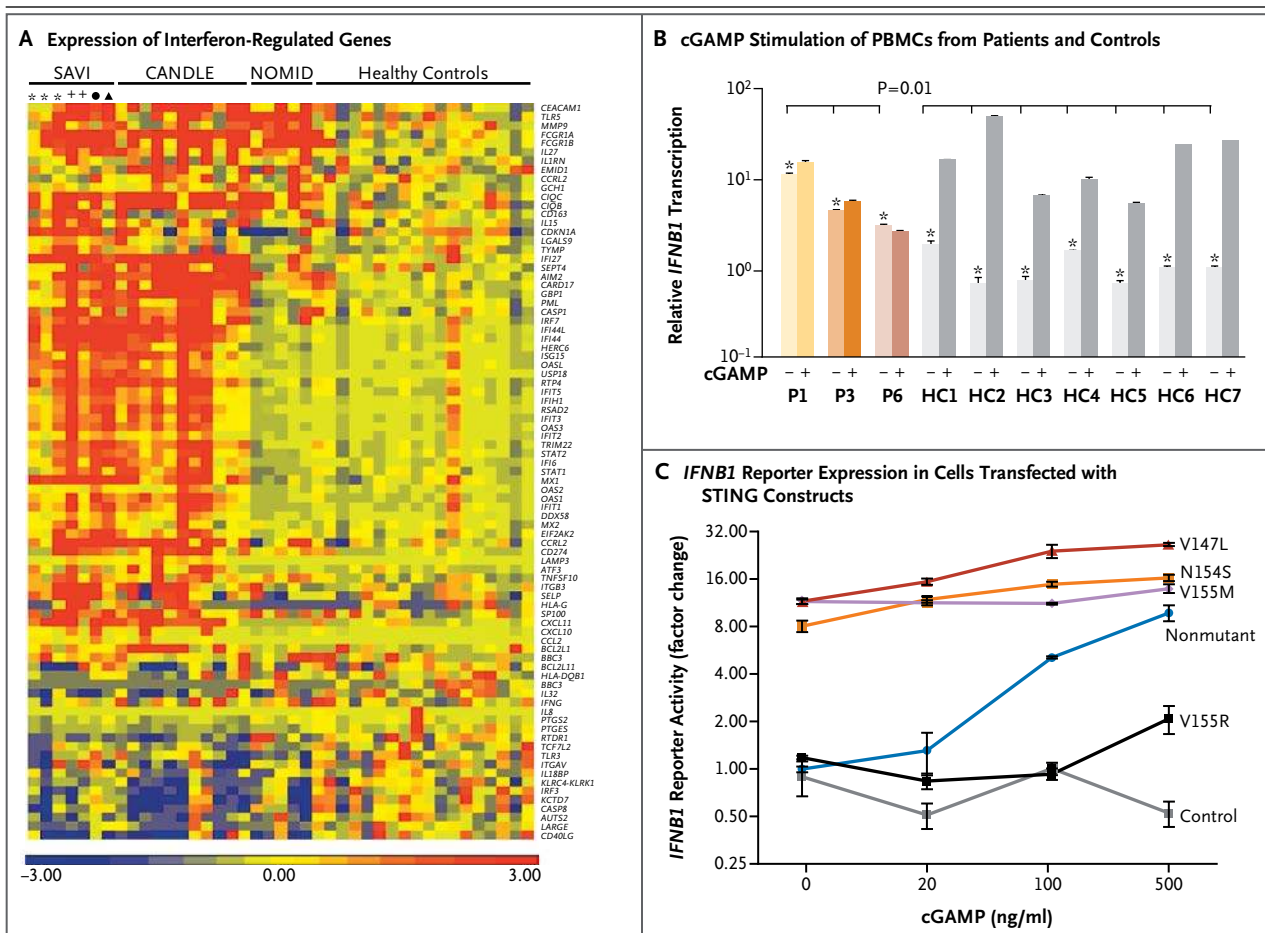 A Expression of Interferon-Regulated Genes
SAVI CANDLE NOMID Healthy Controls
* * * + + ● ▲
CEACAM1
TLR5
MMP9
FCGR1A
FCGR1B
IL27
IL1RN
EMID1
CCRL2
GCH1
CIQC
CIQB
CD163
IL15
CDKN1A
LGALS9
TYMP
IFI27
SEPT4
AIM2
CARD17
GBP1
PML
CASP1
IRF7
IFI44L
IFI44
HERC6
ISG15
OASL
USP18
RTP4
IFIT5
IFIH1
RSAD2
IFIT3
OAS3
IFIT2
TRIM22
STAT2
IFI6
STAT1
MX1
OAS2
OAS1
IFIT1
DDX58
MX2
EIF2AK2
CCRL2
CD274
LAMP3
ATF3
TNFSF10
ITGB3
SELP
HLA-G
SP100
CXCL11
CXCL10
CCL2
BCL2L1
BBC3
BCL2L11
HLA-DQB1
BBC3
IL32
IFNG
IL8
PTGS2
PTGES
RTDR1
TCF7L2
TLR3
ITGAV
IL18BP
KLRC4-KLRK1
IRF3
KCTD7
CASP8
AUTS2
LARGE
CD40LG
−3.00 0.00 3.00
B cGAMP Stimulation of PBMCs from Patients and Controls
Relative IFNB1 Transcription
10²
10¹
10⁰
10⁻¹
P=0.01
* * * * * * * * * *
cGAMP − + − + − + − + − + − + − + − + − + − +
P1 P3 P6 HC1 HC2 HC3 HC4 HC5 HC6 HC7
C IFNB1 Reporter Expression in Cells Transfected with
STING Constructs
IFNB1 Reporter Activity (factor change)
32.00
16.00
8.00
4.00
2.00
1.00
0.50
0.25
V147L
N154S
V155M
Nonmutant
V155R
Control
0 20 100 500
cGAMP (ng/ml)